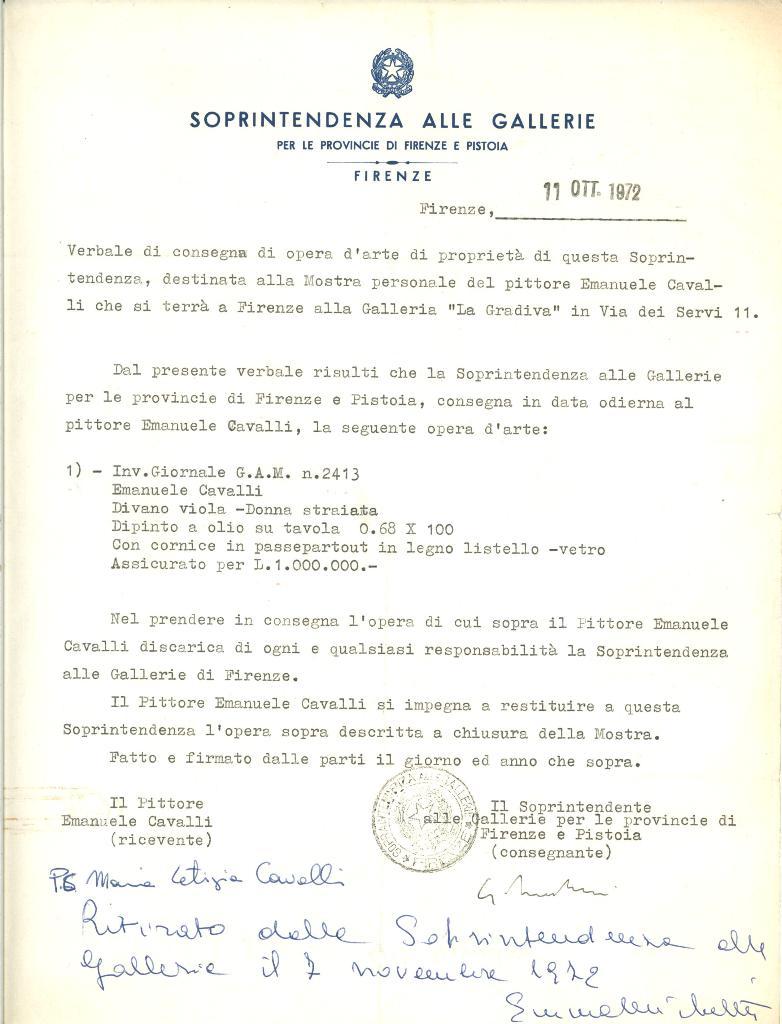 SOPRINTENDENZA ALLE GALLERIE
PER LE PROVINCIE DI FIRENZE E PISTOIA
FIRENZE
11 OTT. 1972
Firenze,
Verbale di consegna di opera d'arte di proprietà di questa Soprin-
tendenza, destinata alla Mostra personale del pittore Emanuele Caval-
li che si terrà a Firenze alla Galleria "La Gradiva" in Via dei Servi 11.
Dal presente verbale risulti che la Soprintendenza alle Gallerie
per le provincie di Firenze e Pistoia, consegna in data odierna al
pittore Emanuele Cavalli, la seguente opera d'arte:
1) - Inv.Giornale G.A.M. n.2413
Emanuele Cavalli
Divano viola -Donna straiata
Dipinto a olio su tavola 0.68 X 100
Con cornice in passepartout in legno listello -vetro
Assicurato per L.1.000.000.-
Nel prendere in consegna l'opera di cui sopra il Pittore Emanuele
Cavalli discarica di ogni e qualsiasi responsabilità la Soprintendenza
alle Gallerie di Firenze.
Il Pittore Emanuele Cavalli si impegna a restituire a questa
Soprintendenza l'opera sopra descritta a chiusura della Mostra.
Fatto e firmato dalle parti il giorno ed anno che sopra.
Il Pittore
Emanuele Cavalli
(ricevente)
Il Soprintendente
alle Gallerie per le provincie di
Firenze e Pistoia
(consegnante)
Maria Letizia Cavalli
Ritirato dalla Soprintendenza alle
Gallerie il 7 novembre 1972